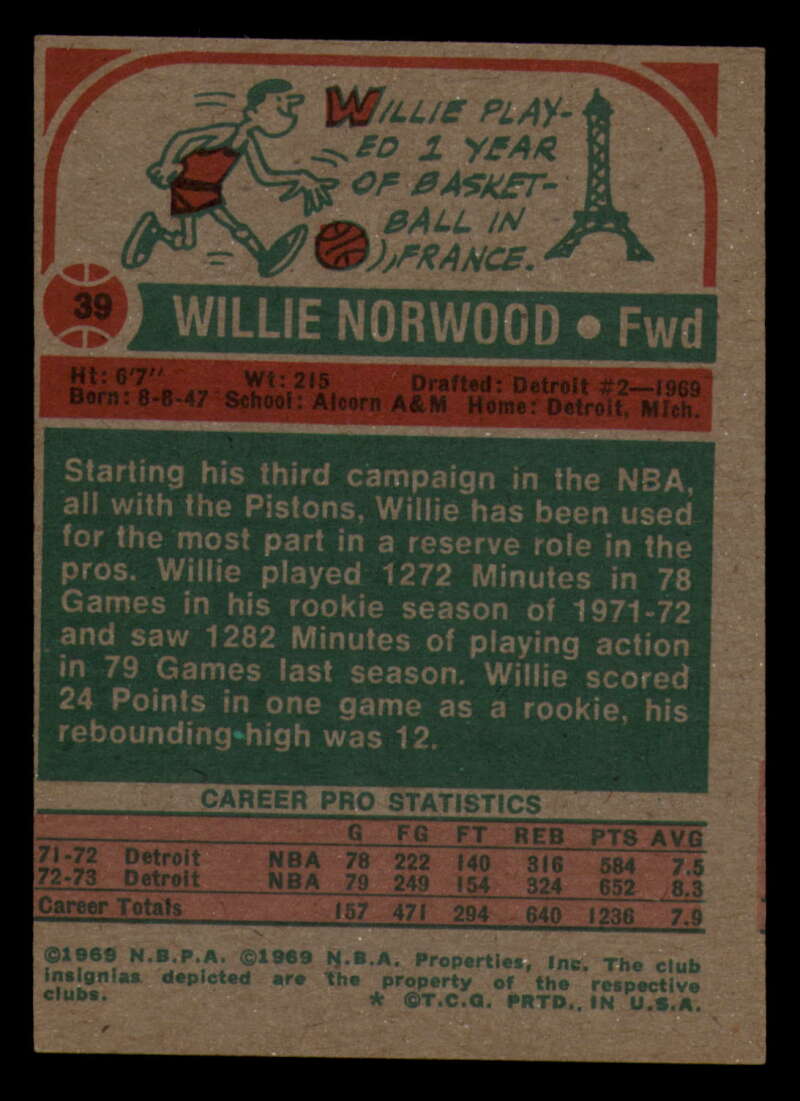 WILLIE PLAY-
ED 1 YEAR
OF BASKET-
BALL IN
FRANCE.
39
WILLIE NORWOOD • Fwd
Ht: 6'7" Wt: 215 Drafted: Detroit #2—1969
Born: 8-8-47 School: Alcorn A&M Home: Detroit, Mich.
Starting his third campaign in the NBA,
all with the Pistons, Willie has been used
for the most part in a reserve role in the
pros. Willie played 1272 Minutes in 78
Games in his rookie season of 1971-72
and saw 1282 Minutes of playing action
in 79 Games last season. Willie scored
24 Points in one game as a rookie, his
rebounding high was 12.
CAREER PRO STATISTICS
G FG FT REB PTS AVG
71-72 Detroit NBA 78 222 140 316 584 7.5
72-73 Detroit NBA 79 249 154 324 652 8.3
Career Totals 157 471 294 640 1236 7.9
©1969 N.B.P.A. ©1969 N.B.A. Properties, Inc. The club
insignias depicted are the property of the respective
clubs.
* ©T.C.G. PRTD., IN U.S.A.